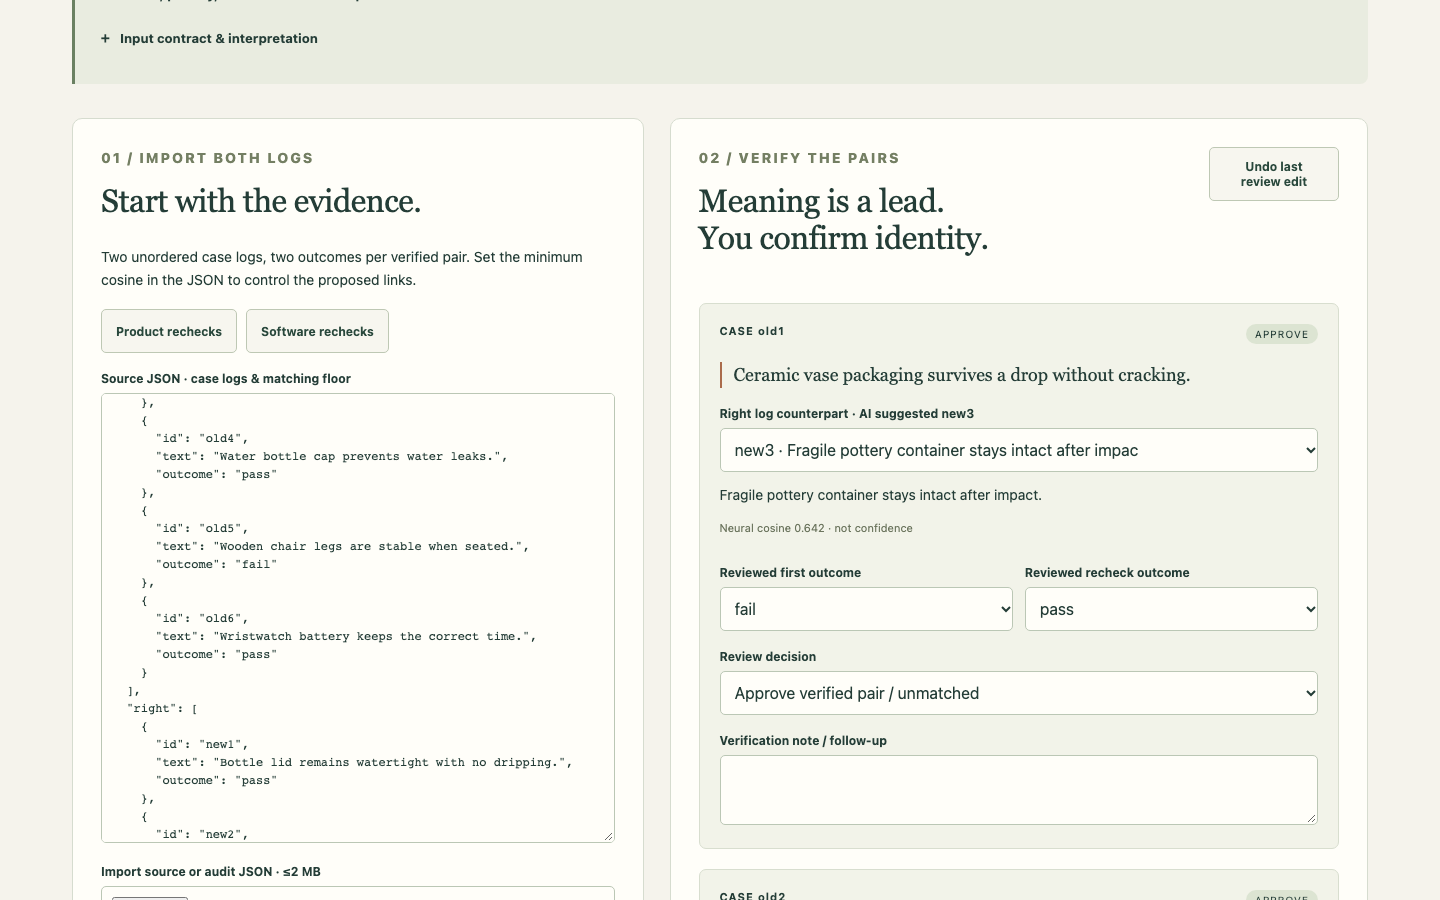 + Input contract & interpretation
01 / IMPORT BOTH LOGS
Start with the evidence.
Two unordered case logs, two outcomes per verified pair. Set the minimum
cosine in the JSON to control the proposed links.
Product rechecks
Software rechecks
Source JSON · case logs & matching floor
},
{
"id": "old4",
"text": "Water bottle cap prevents water leaks.",
"outcome": "pass"
},
{
"id": "old5",
"text": "Wooden chair legs are stable when seated.",
"outcome": "fail"
},
{
"id": "old6",
"text": "Wristwatch battery keeps the correct time.",
"outcome": "pass"
}
],
"right": [
{
"id": "new1",
"text": "Bottle lid remains watertight with no dripping.",
"outcome": "pass"
},
{
"id": "new2",
Import source or audit JSON · ≤2 MB
02 / VERIFY THE PAIRS
Undo last
review edit
Meaning is a lead.
You confirm identity.
CASE old1
APPROVE
Ceramic vase packaging survives a drop without cracking.
Right log counterpart · AI suggested new3
new3 · Fragile pottery container stays intact after impac
Fragile pottery container stays intact after impact.
Neural cosine 0.642 · not confidence
Reviewed first outcome
Reviewed recheck outcome
fail
pass
Review decision
Approve verified pair / unmatched
Verification note / follow-up
CASE old2
APPROVE